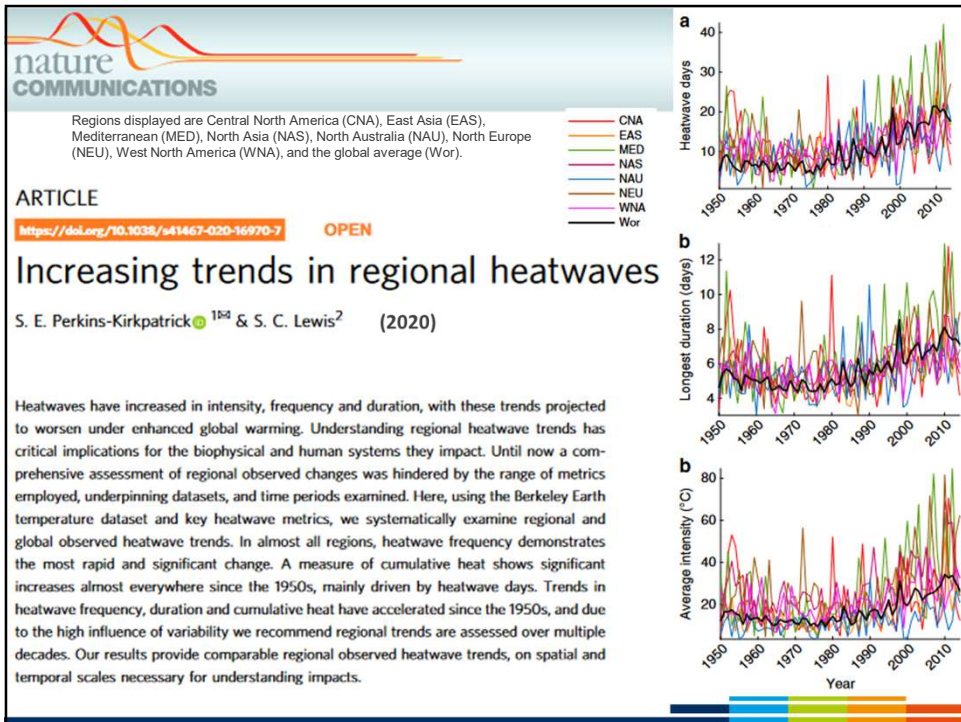 nature
COMMUNICATIONS
Regions displayed are Central North America (CNA), East Asia (EAS),
Mediterranean (MED), North Asia (NAS), North Australia (NAU), North Europe
(NEU), West North America (WNA), and the global average (Wor).
ARTICLE
https://doi.org/10.1038/s41467-020-16970-7 OPEN
Increasing trends in regional heatwaves
S. E. Perkins-Kirkpatrick 1✉ & S. C. Lewis2 (2020)
Heatwaves have increased in intensity, frequency and duration, with these trends projected
to worsen under enhanced global warming. Understanding regional heatwave trends has
critical implications for the biophysical and human systems they impact. Until now a com-
prehensive assessment of regional observed changes was hindered by the range of metrics
employed, underpinning datasets, and time periods examined. Here, using the Berkeley Earth
temperature dataset and key heatwave metrics, we systematically examine regional and
global observed heatwave trends. In almost all regions, heatwave frequency demonstrates
the most rapid and significant change. A measure of cumulative heat shows significant
increases almost everywhere since the 1950s, mainly driven by heatwave days. Trends in
heatwave frequency, duration and cumulative heat have accelerated since the 1950s, and due
to the high influence of variability we recommend regional trends are assessed over multiple
decades. Our results provide comparable regional observed heatwave trends, on spatial and
temporal scales necessary for understanding impacts.
CNA
EAS
MED
NAS
NAU
NEU
WNA
Wor
a
Heatwave days
40
30
20
10
1950 1960 1970 1980 1990 2000 2010
b
Longest duration (days)
12
10
8
6
4
1950 1960 1970 1980 1990 2000 2010
b
Average intensity (°C)
80
60
40
20
1950 1960 1970 1980 1990 2000 2010
Year